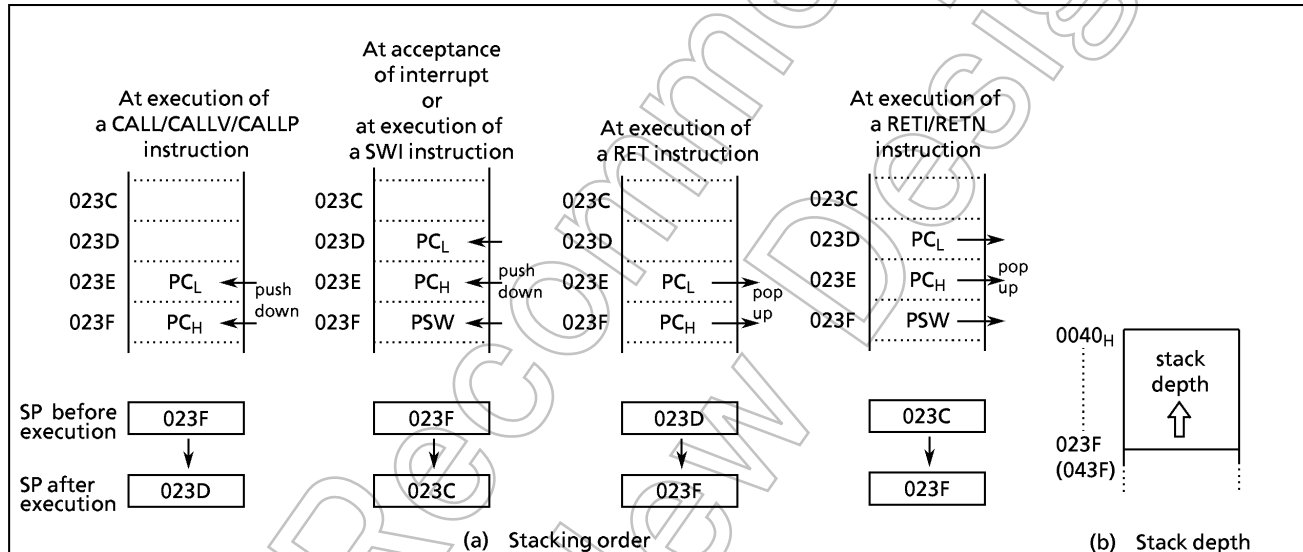 At execution of
a CALL/CALLV/CALLP
instruction
023C
023D
023E PCL
023F PCH
push
down
At acceptance
of interrupt
or
at execution of
a SWI instruction
023C
023D PCL
023E PCH
023F PSW
push
down
At execution of
a RET instruction
023C
023D
023E PCL
023F PCH
pop
up
At execution of
a RETI/RETN
instruction
023C
023D PCL
023E PCH
023F PSW
pop
up
SP before
execution
023F
023F
023D
023C
SP after
execution
023D
023C
023F
023F
(a) Stacking order
0040H
stack
depth
023F
(043F)
(b) Stack depth